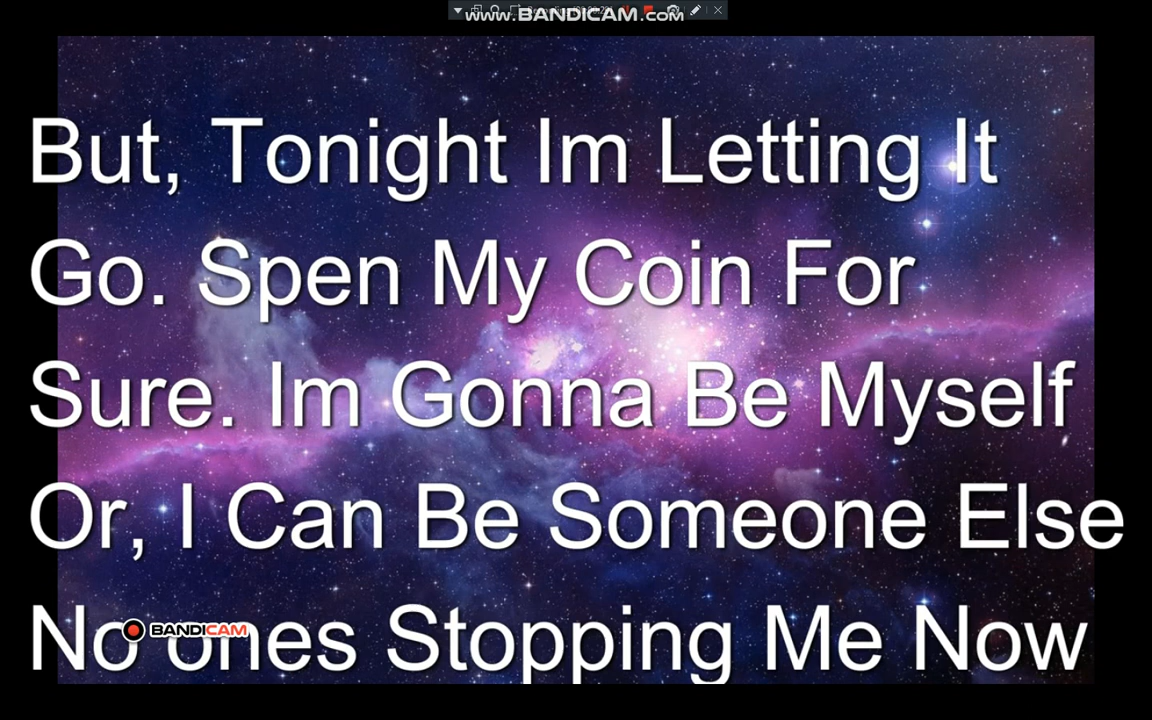 www.BANDICAM.com
But, Tonight Im Letting It
Go. Spen My Coin For
Sure. Im Gonna Be Myself
Or, I Can Be Someone Else
No ones Stopping Me Now
BANDICAM